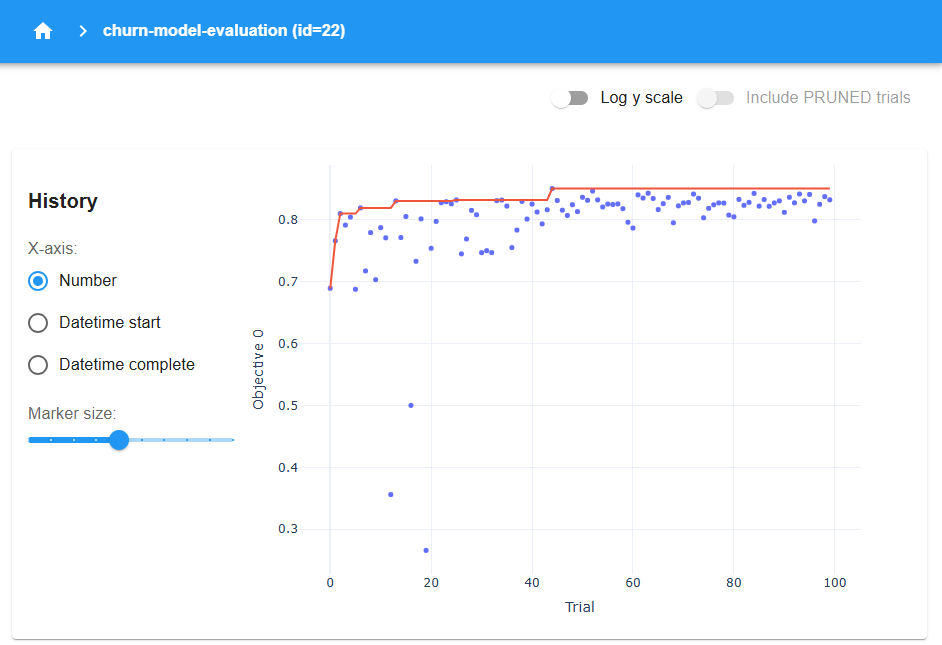 churn-model-evaluation (id=22)
Log y scale
Include PRUNED trials
History
X-axis:
Number
Datetime start
Datetime complete
Marker size:
Objective 0
0.8
0.7
0.6
0.5
0.4
0.3
0
20
40
60
80
100
Trial